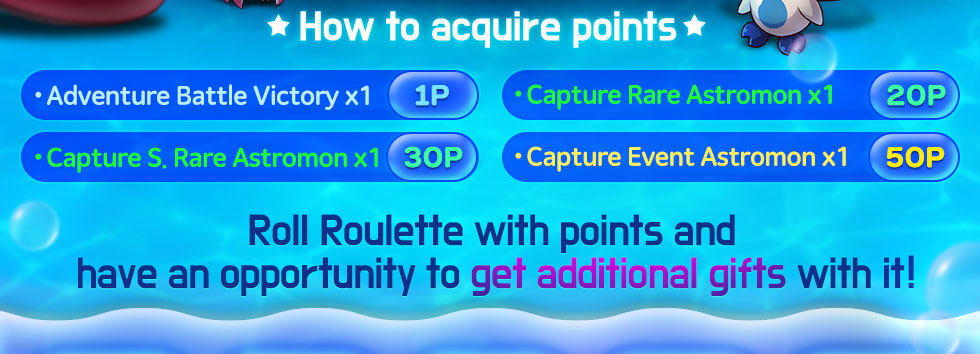 ★ How to acquire points ★
• Adventure Battle Victory x1 1P
• Capture Rare Astromon x1 20P
• Capture S. Rare Astromon x1 30P
• Capture Event Astromon x1 50P
Roll Roulette with points and
have an opportunity to get additional gifts with it!